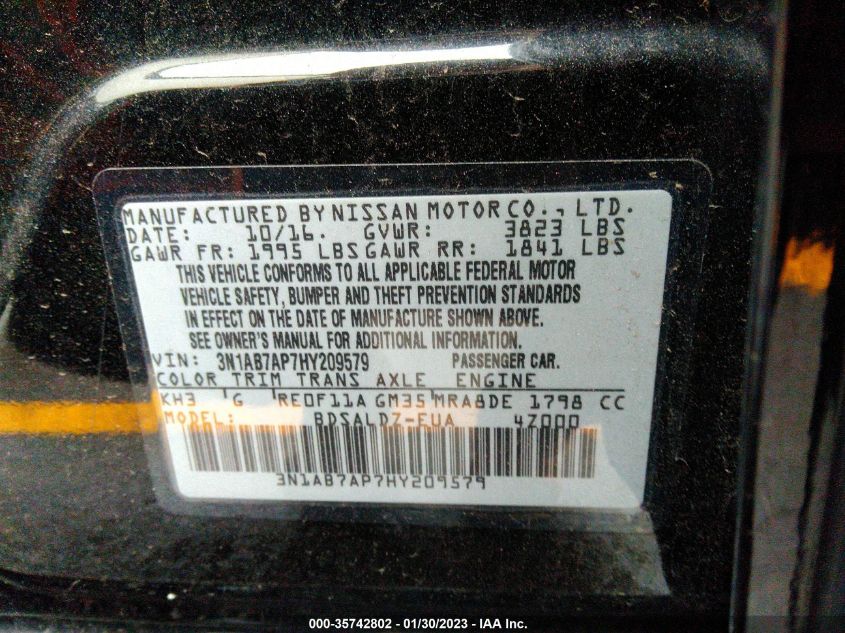 MANUFACTURED BY NISSAN MOTOR CO., LTD.
DATE: 10/16. GVWR: 3823 LBS
GAWR FR: 1995 LBS GAWR RR: 1841 LBS
THIS VEHICLE CONFORMS TO ALL APPLICABLE FEDERAL MOTOR
VEHICLE SAFETY, BUMPER AND THEFT PREVENTION STANDARDS
IN EFFECT ON THE DATE OF MANUFACTURE SHOWN ABOVE.
SEE OWNER'S MANUAL FOR ADDITIONAL INFORMATION.
VIN: 3N1AB7AP7HY209579 PASSENGER CAR.
COLOR TRIM TRANS AXLE ENGINE
KH3 G RE0F11A GM35 MRA8DE 1798 CC
MODEL: BDSALDZ-EUA 4Z000
3N1AB7AP7HY209579
000-35742802 - 01/30/2023 - IAA Inc.